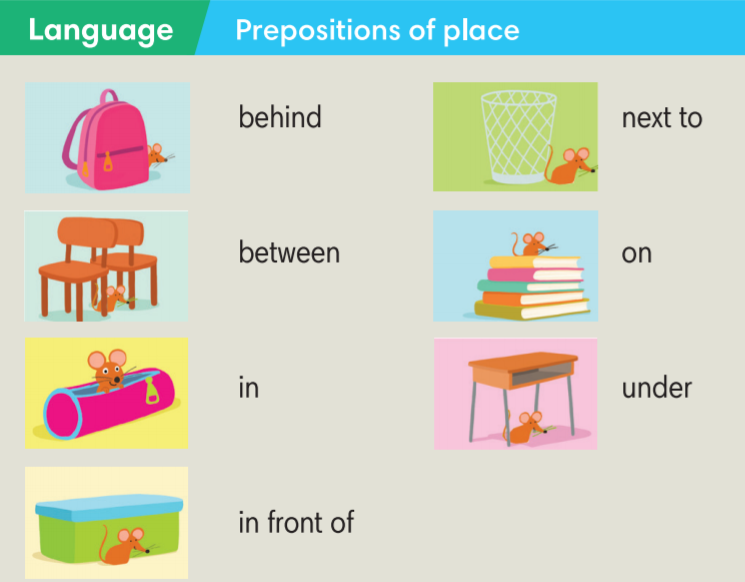 Language Prepositions of place
behind
next to
between
on
in
under
in front of